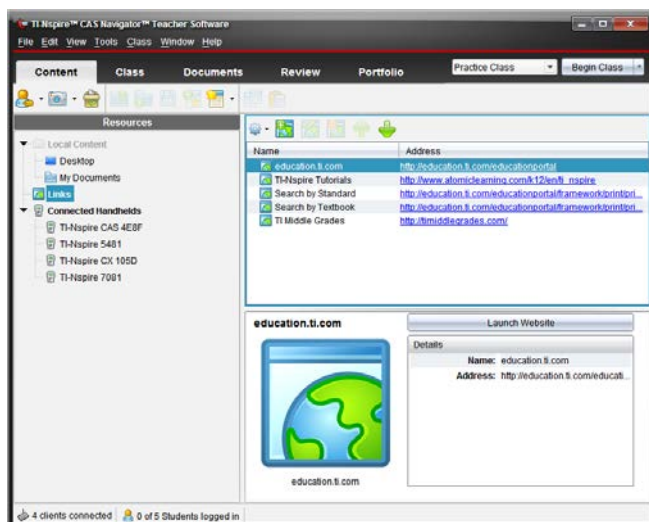 TI-Nspire™ CAS Navigator™ Teacher Software
File Edit View Tools Class Window Help
Content Class Documents Review Portfolio
Practice Class Begin Class
Resources
Local Content
Desktop
My Documents
Links
Connected Handhelds
TI-Nspire CAS 4E8F
TI-Nspire 5481
TI-Nspire CX 105D
TI-Nspire 7081
Name Address
education.ti.com http://education.ti.com/educationportal
TI-Nspire Tutorials http://www.atomiclearning.com/k12/en/ti_nspire
Search by Standard http://education.ti.com/educationportal/framework/print/pri...
Search by Textbook http://education.ti.com/educationportal/framework/print/pri...
TI Middle Grades http://timiddlegrades.com/
education.ti.com
Launch Website
Details
Name: education.ti.com
Address: http://education.ti.com/educati...
education.ti.com
4 clients connected 0 of 5 Students logged in